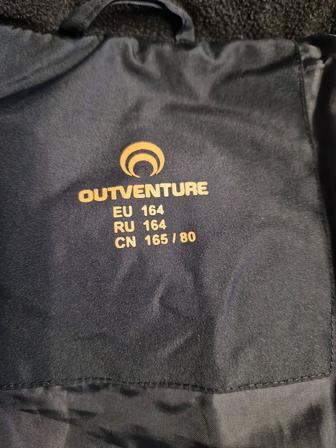 OUTVENTURE
EU 164
RU 164
CN 165 / 80